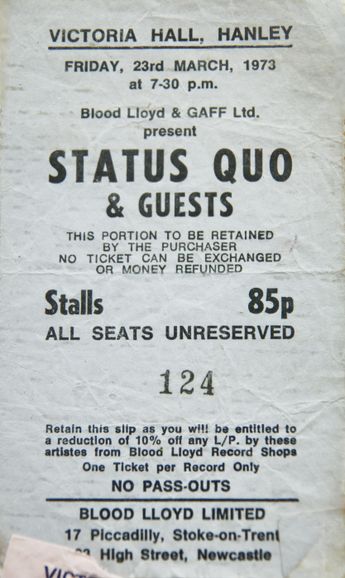 VICTORIA HALL, HANLEY
FRIDAY, 23rd MARCH, 1973
at 7-30 p.m.
Blood Lloyd & GAFF Ltd.
present
STATUS QUO
& GUESTS
THIS PORTION TO BE RETAINED
BY THE PURCHASER
NO TICKET CAN BE EXCHANGED
OR MONEY REFUNDED
Stalls 85p
ALL SEATS UNRESERVED
124
Retain this slip as you will be entitled to
a reduction of 10% off any L/P. by these
artistes from Blood Lloyd Record Shops
One Ticket per Record Only
NO PASS-OUTS
BLOOD LLOYD LIMITED
17 Piccadilly, Stoke-on-Trent
High Street, Newcastle